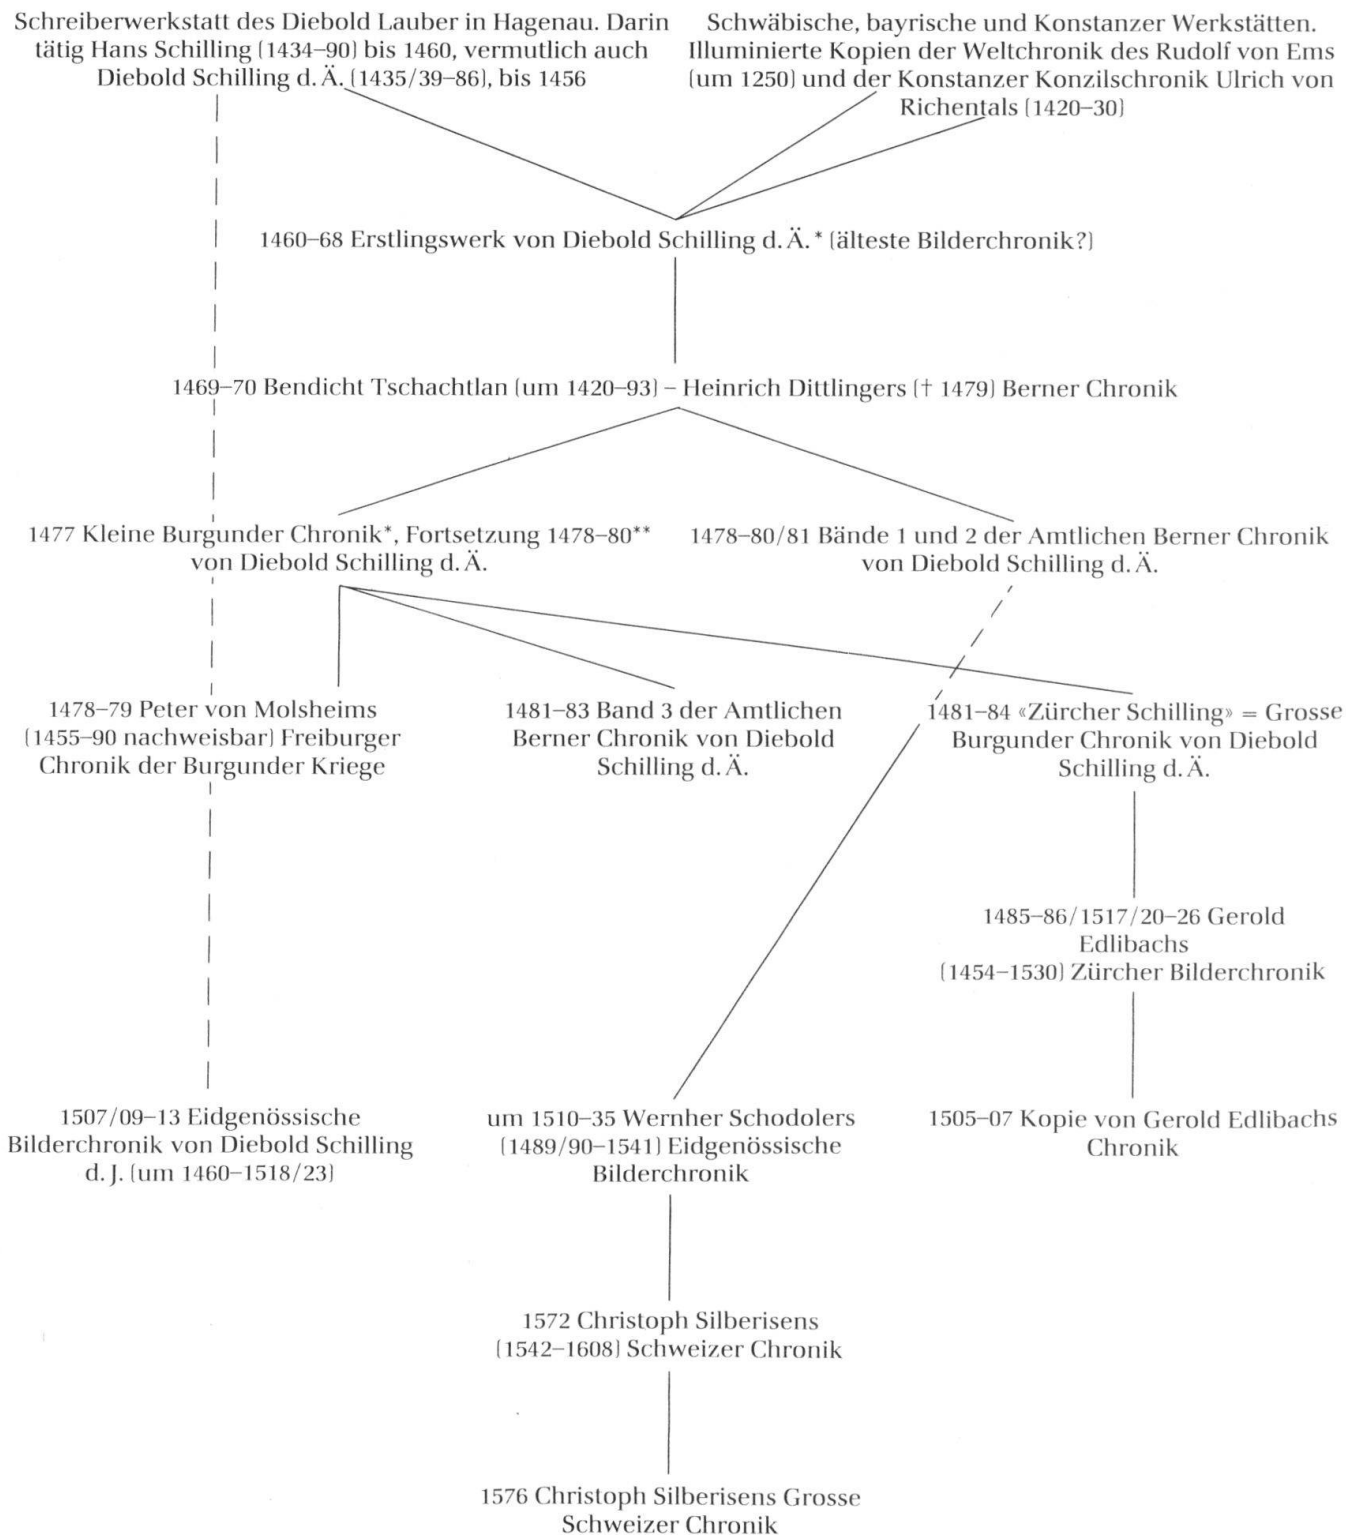 Schreiberwerkstatt des Diebold Lauber in Hagenau. Darin
tätig Hans Schilling (1434–90) bis 1460, vermutlich auch
Diebold Schilling d. Ä. (1435/39–86), bis 1456
Schwäbische, bayrische und Konstanzer Werkstätten.
Illuminierte Kopien der Weltchronik des Rudolf von Ems
(um 1250) und der Konstanzer Konzilschronik Ulrich von
Richentals (1420–30)
1460–68 Erstlingswerk von Diebold Schilling d. Ä. * (älteste Bilderchronik?)
1469–70 Bendicht Tschachtlan (um 1420–93) – Heinrich Dittlingers († 1479) Berner Chronik
1477 Kleine Burgunder Chronik*, Fortsetzung 1478–80**
von Diebold Schilling d. Ä.
1478–80/81 Bände 1 und 2 der Amtlichen Berner Chronik
von Diebold Schilling d. Ä.
1478–79 Peter von Molsheims
(1455–90 nachweisbar) Freiburger
Chronik der Burgunder Kriege
1481–83 Band 3 der Amtlichen
Berner Chronik von Diebold
Schilling d. Ä.
1481–84 «Zürcher Schilling» = Grosse
Burgunder Chronik von Diebold
Schilling d. Ä.
1485–86/1517/20–26 Gerold
Edlibachs
(1454–1530) Zürcher Bilderchronik
1507/09–13 Eidgenössische
Bilderchronik von Diebold Schilling
d. J. (um 1460–1518/23)
um 1510–35 Wernher Schodolers
(1489/90–1541) Eidgenössische
Bilderchronik
1505–07 Kopie von Gerold Edlibachs
Chronik
1572 Christoph Silberisens
(1542–1608) Schweizer Chronik
1576 Christoph Silberisens Grosse
Schweizer Chronik